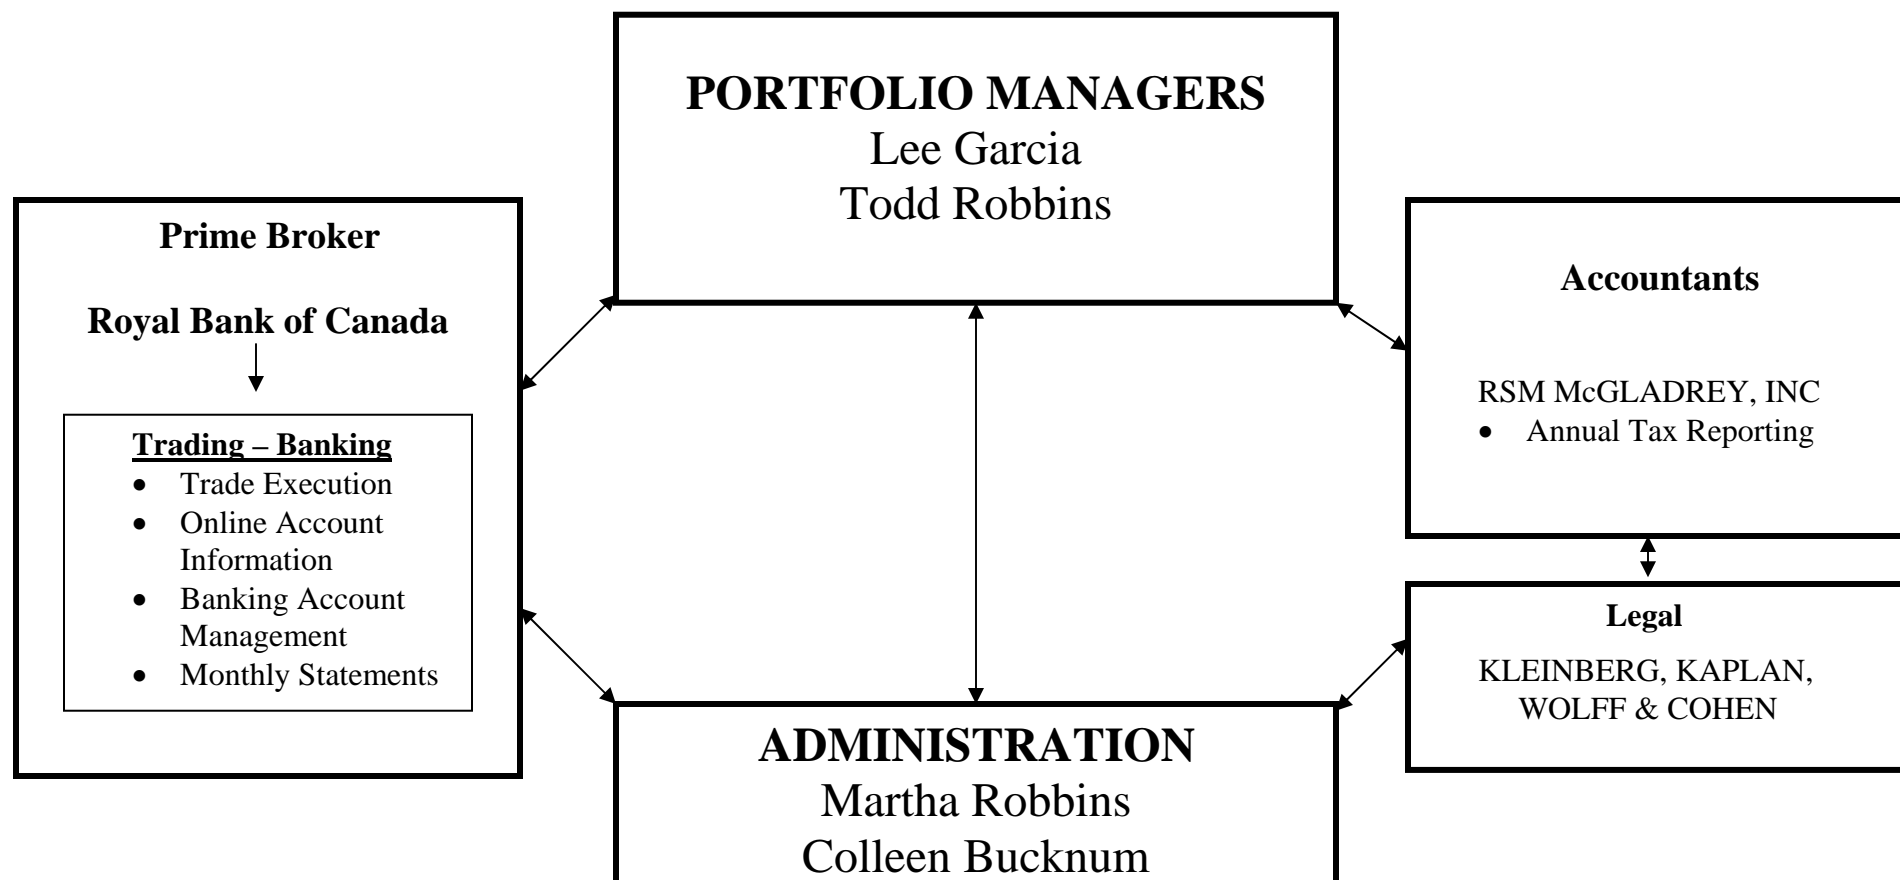 PORTFOLIO MANAGERS
Lee Garcia
Todd Robbins
Prime Broker
Royal Bank of Canada
Trading – Banking
• Trade Execution
• Online Account
Information
• Banking Account
Management
• Monthly Statements
Accountants
RSM McGLADREY, INC
• Annual Tax Reporting
Legal
KLEINBERG, KAPLAN,
WOLFF & COHEN
ADMINISTRATION
Martha Robbins
Colleen Bucknum